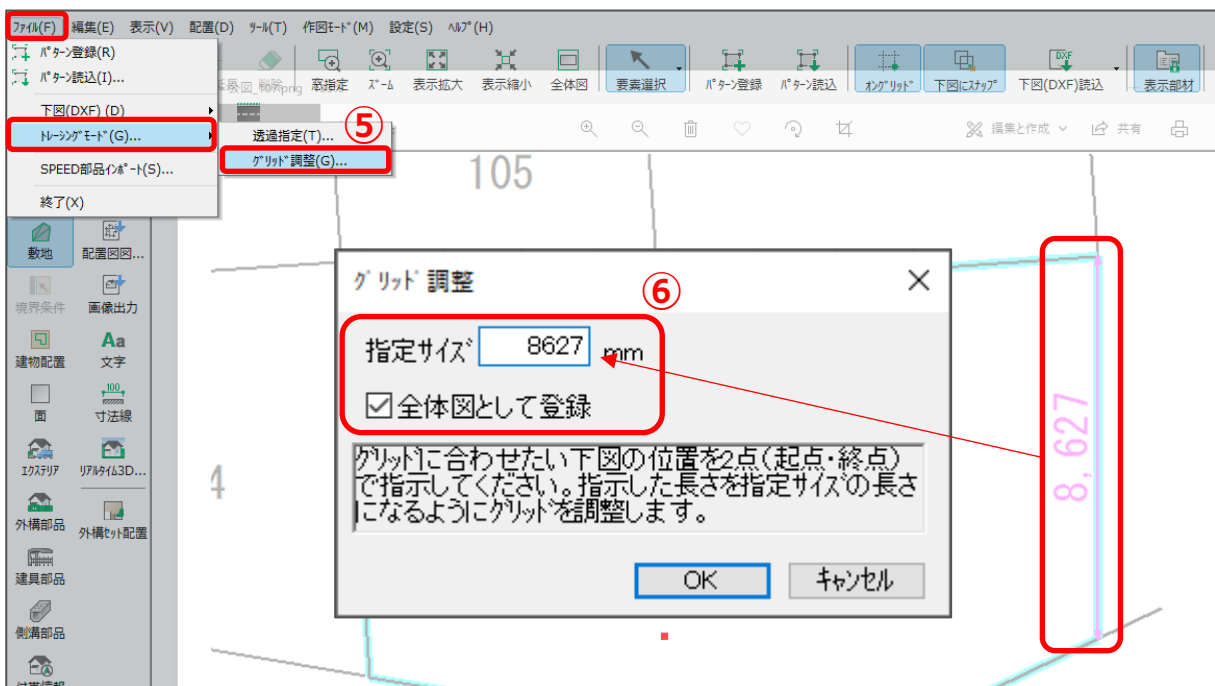 ファイル(F) 編集(E) 表示(V) 配置(D) ツール(T) 作図モード(M) 設定(S) ヘルプ(H)
パターン登録(R)
パターン読込(I)...
下図(DXF) (D)
トレーシングモード(G)...
SPEED部品インポート(S)...
終了(X)
窓指定 ズーム 表示拡大 表示縮小 全体図 要素選択 パターン登録 パターン読込 オングリッド 下図にスナップ 下図(DXF)読込 表示部材
⑤
透過指定(T)...
グリッド調整(G)...
編集と作成 共有
105
敷地 配置図図...
境界条件 画像出力
建物配置 文字
面 寸法線
エクステリア リアルタイム3D...
外構部品 外構セット配置
建具部品
側溝部品
4
グリッド調整
⑥
指定サイズ 8627 mm
全体図として登録
グリッドに合わせたい下図の位置を2点(起点・終点)
で指示してください。指示した長さを指定サイズの長さ
になるようにグリッドを調整します。
OK キャンセル
8,627